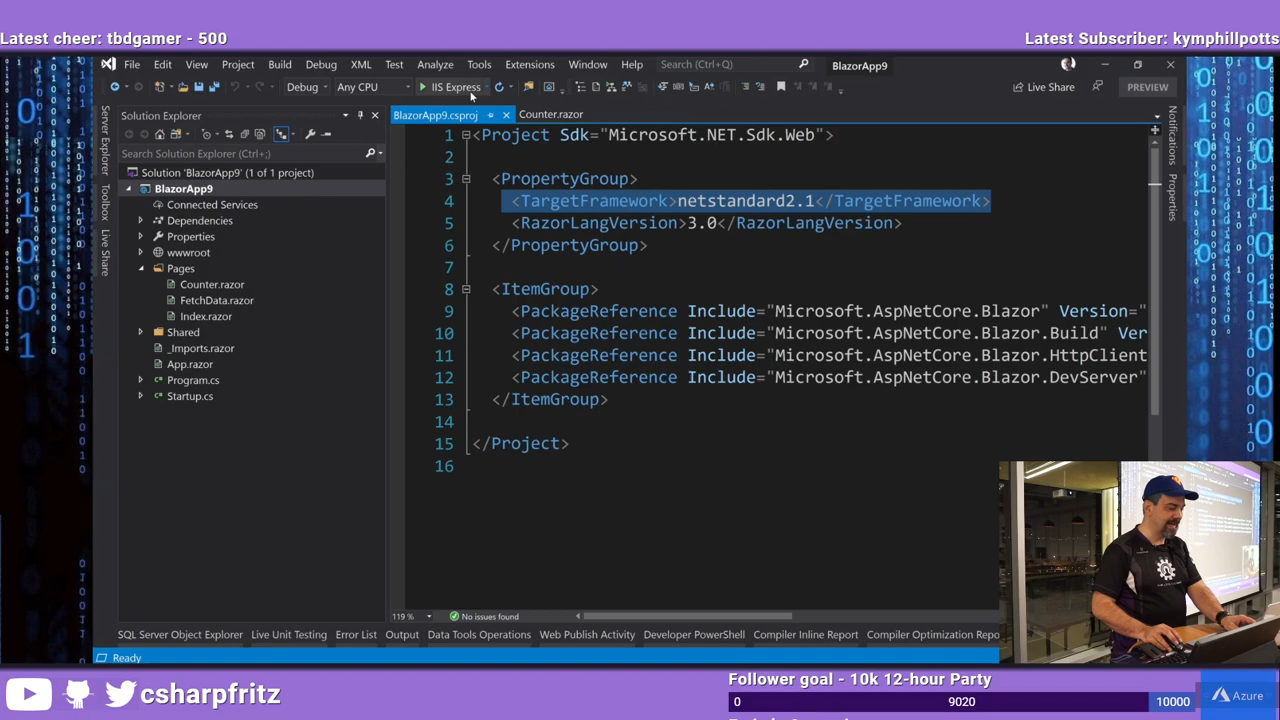 Latest cheer: tbdgamer - 500
Latest Subscriber: kymphillpotts
File Edit View Project Build Debug XML Test Analyze Tools Extensions Window Help Search (Ctrl+Q) BlazorApp9
Debug Any CPU IIS Express Live Share PREVIEW
Server Explorer
Toolbox
Live Share
Solution Explorer
Search Solution Explorer (Ctrl+;)
Solution 'BlazorApp9' (1 of 1 project)
BlazorApp9
Connected Services
Dependencies
Properties
wwwroot
Pages
Counter.razor
FetchData.razor
Index.razor
Shared
_Imports.razor
App.razor
Program.cs
Startup.cs
BlazorApp9.csproj Counter.razor
1 <Project Sdk="Microsoft.NET.Sdk.Web">
2
3 <PropertyGroup>
4 <TargetFramework>netstandard2.1</TargetFramework>
5 <RazorLangVersion>3.0</RazorLangVersion>
6 </PropertyGroup>
7
8 <ItemGroup>
9 <PackageReference Include="Microsoft.AspNetCore.Blazor" Version="
10 <PackageReference Include="Microsoft.AspNetCore.Blazor.Build" Ver
11 <PackageReference Include="Microsoft.AspNetCore.Blazor.HttpClient
12 <PackageReference Include="Microsoft.AspNetCore.Blazor.DevServer"
13 </ItemGroup>
14
15 </Project>
16
Notifications
Properties
119 % No issues found
SQL Server Object Explorer Live Unit Testing Error List Output Data Tools Operations Web Publish Activity Developer PowerShell Compiler Inline Report Compiler Optimization Repo
Ready
csharpfritz
Follower goal - 10k 12-hour Party
0 9020 10000
Azure